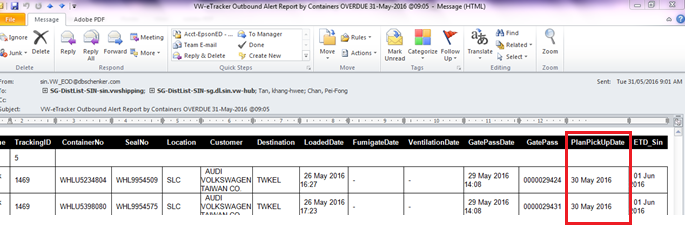 VW-eTracker Outbound Alert Report by Containers OVERDUE 31-May-2016 @09:05 - Message (HTML)
File Message Adobe PDF
Ignore
Junk
Delete
Reply
Reply All
Forward
Meeting
More
Acct-EpsonED -...
Team E-mail
Reply & Delete
To Manager
Done
Create New
Move
Rules
Actions
Mark Unread
Categorize
Follow Up
Translate
Find
Related
Select
Zoom
Delete Respond Quick Steps Move Tags Editing Zoom
From: sin.VW_EOD@dbschenker.com Sent: Tue 31/05/2016 9:01 AM
To: SG-DistList-SIN-sin.vwshipping; SG-DistList-SIN-sg.dl.sin.vw-hub; Tan, khang-hwee; Chan, Pei-Fong
Cc:
Subject: VW-eTracker Outbound Alert Report by Containers OVERDUE 31-May-2016 @09:05
TrackingID ContainerNo SealNo Location Customer Destination LoadedDate FumigateDate VentilationDate GatePassDate GatePass PlanPickUpDate ETD_Sin
5
1469 WHLU5234804 WHL9954509 SLC AUDI VOLKSWAGEN TAIWAN CO. TWKEL 26 May 2016 16:27 - - 29 May 2016 14:08 0000029424 30 May 2016 01 Jun 2016
1469 WHLU5398080 WHL9954575 SLC AUDI VOLKSWAGEN TAIWAN CO. TWKEL 26 May 2016 17:23 - - 29 May 2016 14:08 0000029431 30 May 2016 01 Jun 2016